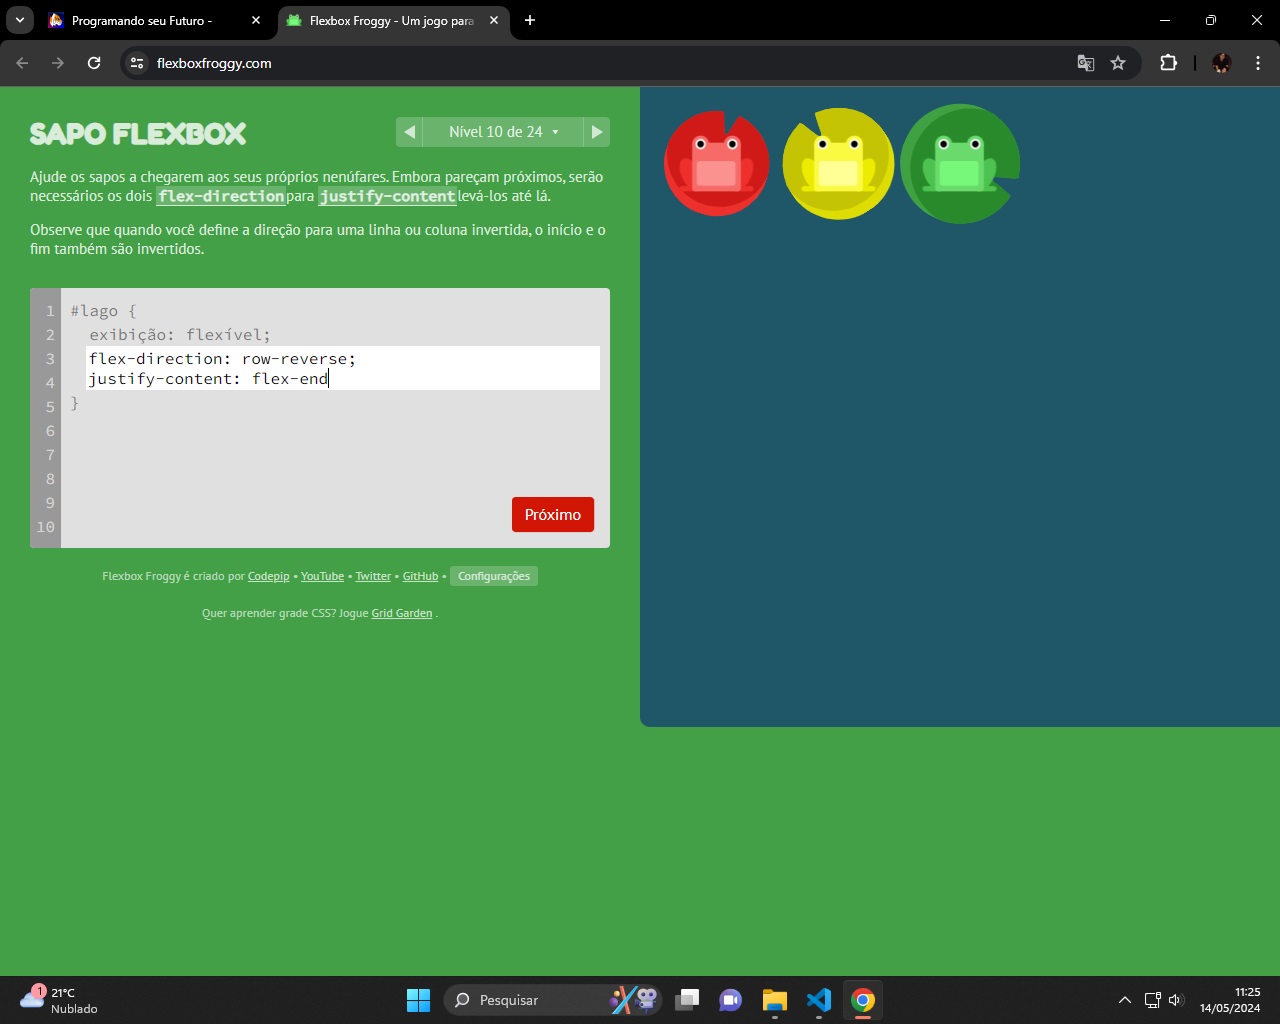 Programando seu Futuro -
Flexbox Froggy - Um jogo para
flexboxfroggy.com
SAPO FLEXBOX
Nível 10 de 24
Ajude os sapos a chegarem aos seus próprios nenúfares. Embora pareçam próximos, serão
necessários os dois flex-direction para justify-content levá-los até lá.
Observe que quando você define a direção para uma linha ou coluna invertida, o início e o
fim também são invertidos.
1 #lago {
2 exibição: flexível;
3 flex-direction: row-reverse;
4 justify-content: flex-end
5 }
6
7
8
9
10
Próximo
Flexbox Froggy é criado por Codepip • YouTube • Twitter • GitHub • Configurações
Quer aprender grade CSS? Jogue Grid Garden .
1
21°C
Nublado
Pesquisar
11:25
14/05/2024